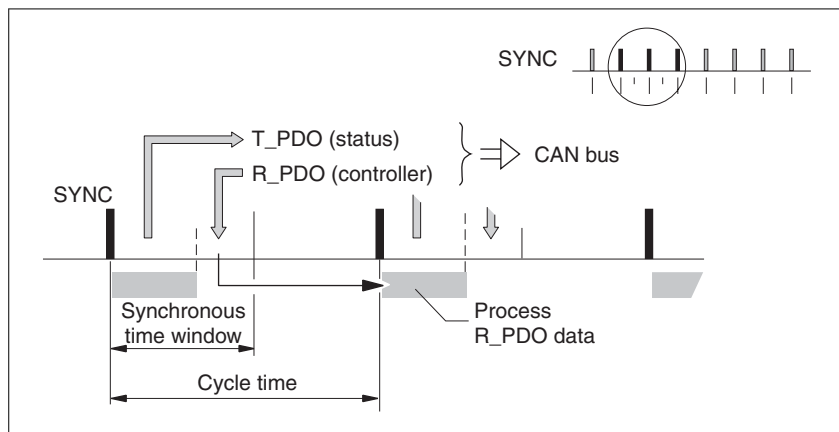 SYNC
T_PDO (status)
CAN bus
R_PDO (controller)
SYNC
Synchronous
time window
Process
R_PDO data
Cycle time